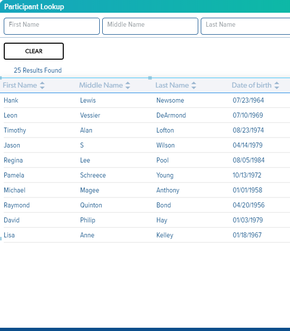 Participant Lookup
First Name Middle Name Last Name
CLEAR
25 Results Found
First Name Middle Name Last Name Date of birth
Hank Lewis Newsome 07/23/1964
Leon Vessier DeArmond 07/10/1969
Timothy Alan Lofton 08/23/1974
Jason S Wilson 04/14/1979
Regina Lee Pool 08/05/1984
Pamela Schreece Young 10/13/1972
Michael Magee Anthony 01/01/1958
Raymond Quinton Bond 04/20/1956
David Philip Hay 01/03/1979
Lisa Anne Kelley 01/18/1967